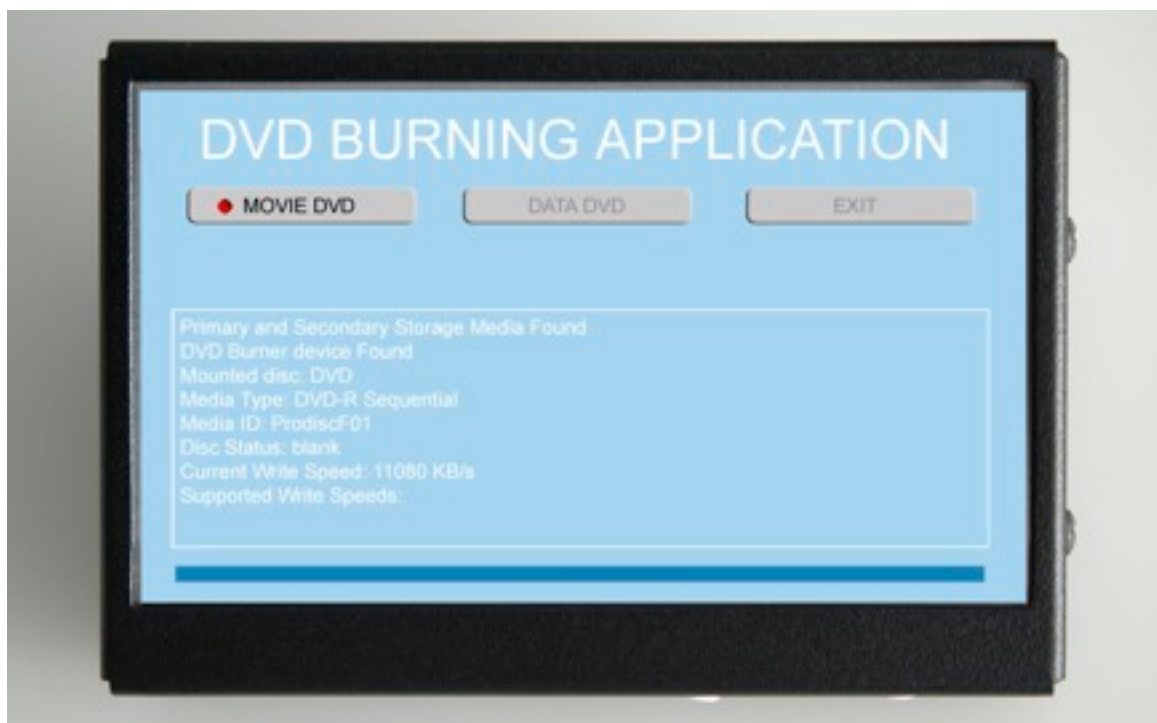 DVD BURNING APPLICATION
MOVIE DVD
DATA DVD
EXIT
Primary and Secondary Storage Media Found
DVD Burner device Found
Mounted disc: DVD
Media Type: DVD-R Sequential
Media ID: ProdiscF01
Disc Status: blank
Current Write Speed: 11080 KB/s
Supported Write Speeds: